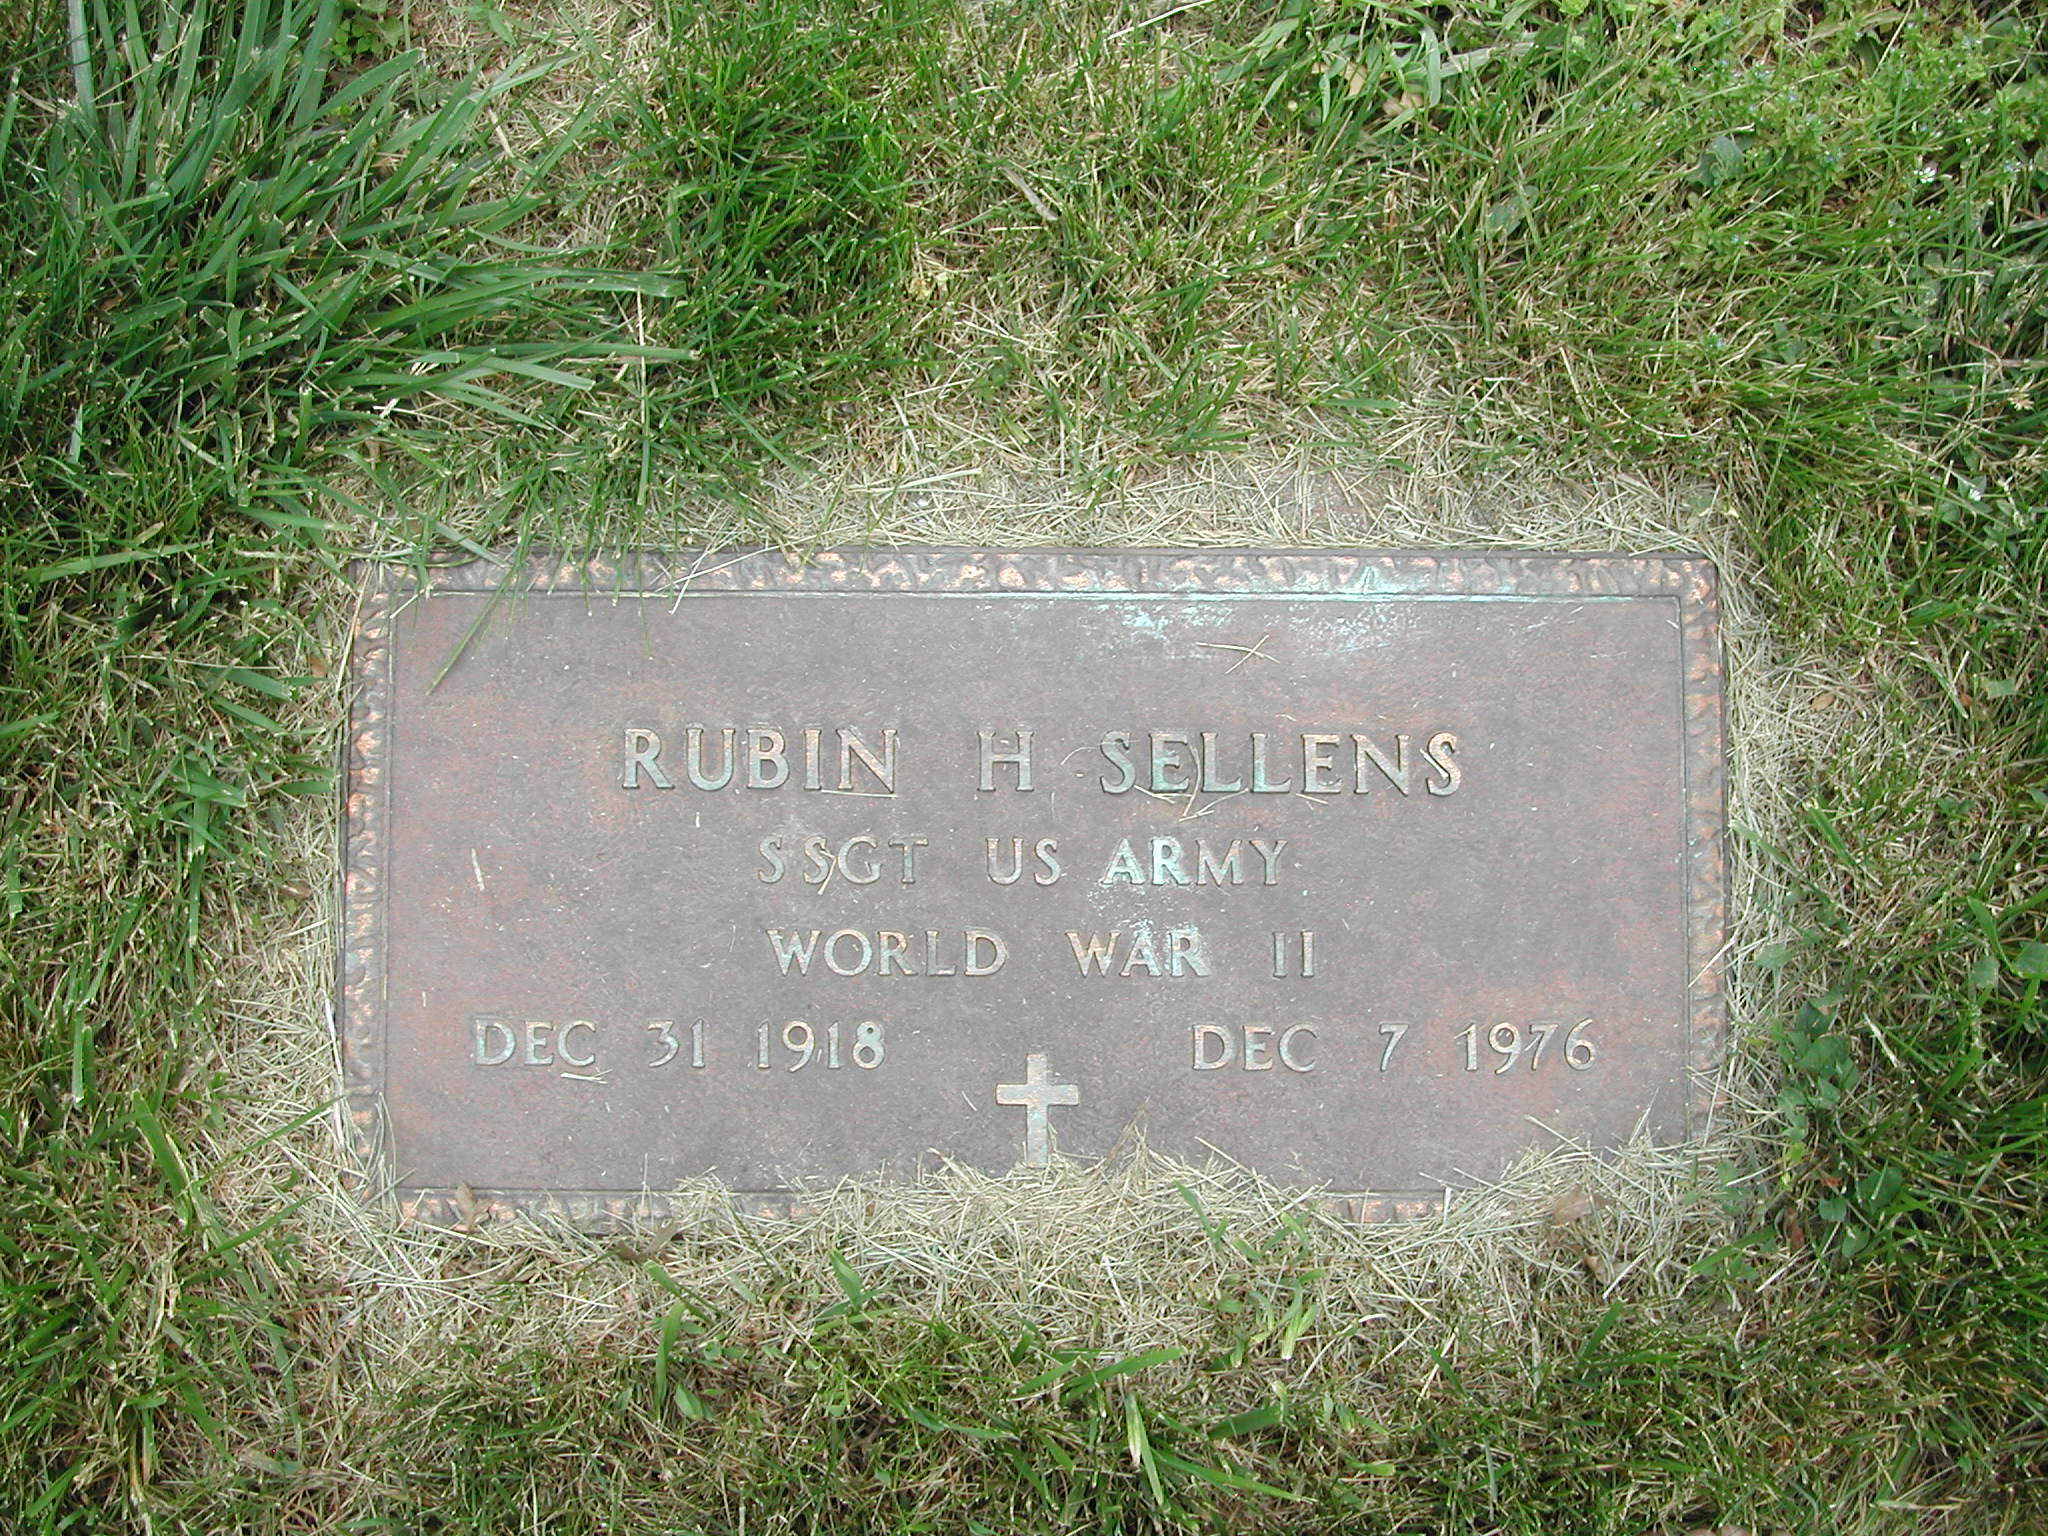 RUBIN H SELLENS
SSGT US ARMY
WORLD WAR II
DEC 31 1918 DEC 7 1976